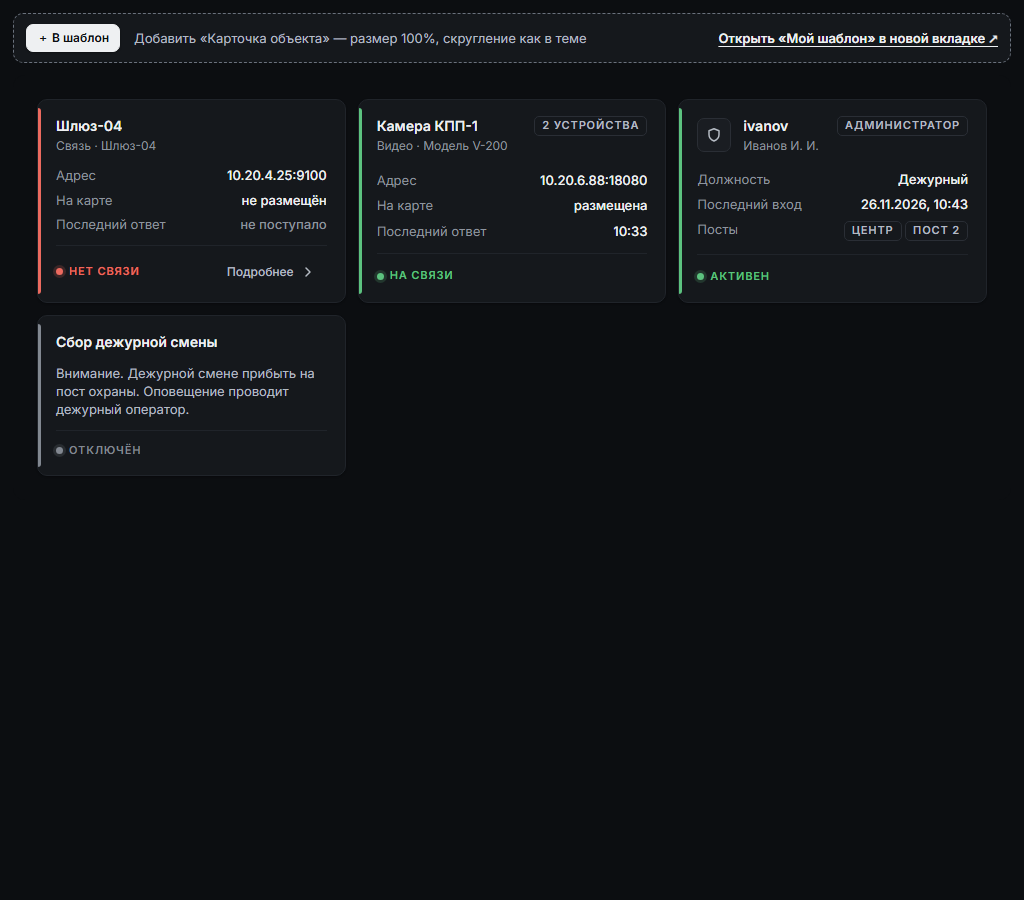 + В шаблон
Добавить «Карточка объекта» — размер 100%, скругление как в теме
Открыть «Мой шаблон» в новой вкладке ↗
Шлюз-04
Связь · Шлюз-04
Адрес 10.20.4.25:9100
На карте не размещён
Последний ответ не поступало
НЕТ СВЯЗИ Подробнее
Камера КПП-1 2 УСТРОЙСТВА
Видео · Модель V-200
Адрес 10.20.6.88:18080
На карте размещена
Последний ответ 10:33
НА СВЯЗИ
ivanov АДМИНИСТРАТОР
Иванов И. И.
Должность Дежурный
Последний вход 26.11.2026, 10:43
Посты ЦЕНТР ПОСТ 2
АКТИВЕН
Сбор дежурной смены
Внимание. Дежурной смене прибыть на
пост охраны. Оповещение проводит
дежурный оператор.
ОТКЛЮЧЁН